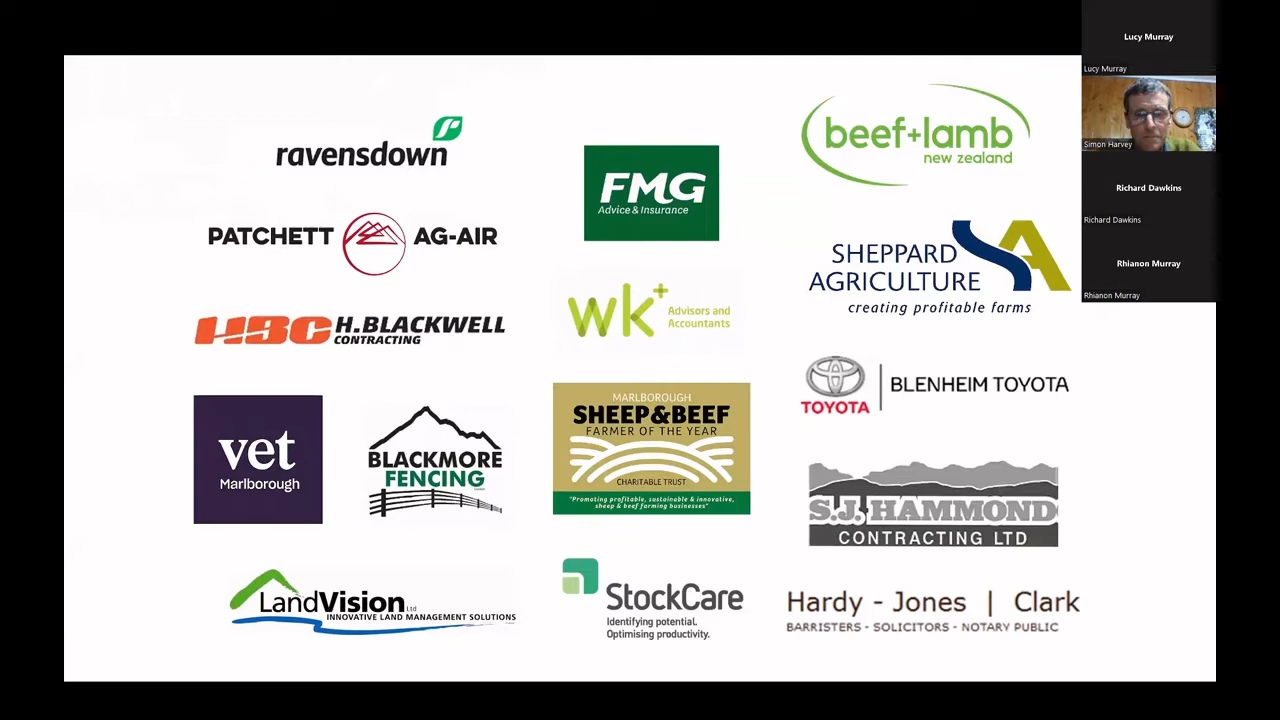 ravensdown
PATCHETT AG-AIR
HBC H.BLACKWELL
CONTRACTING
vet
Marlborough
BLACKMORE
FENCING
LandVision Ltd
INNOVATIVE LAND MANAGEMENT SOLUTIONS
FMG
Advice & Insurance
wk+ Advisors and
Accountants
MARLBOROUGH
SHEEP&BEEF
FARMER OF THE YEAR
CHARITABLE TRUST
"Promoting profitable, sustainable & innovative,
sheep & beef farming businesses"
StockCare
Identifying potential.
Optimising productivity.
beef+lamb
new zealand
SHEPPARD
AGRICULTURE SA
creating profitable farms
TOYOTA
BLENHEIM TOYOTA
S.J. HAMMOND
CONTRACTING LTD
Hardy - Jones | Clark
BARRISTERS - SOLICITORS - NOTARY PUBLIC
Lucy Murray
Lucy Murray
Simon Harvey
Richard Dawkins
Richard Dawkins
Rhianon Murray
Rhianon Murray